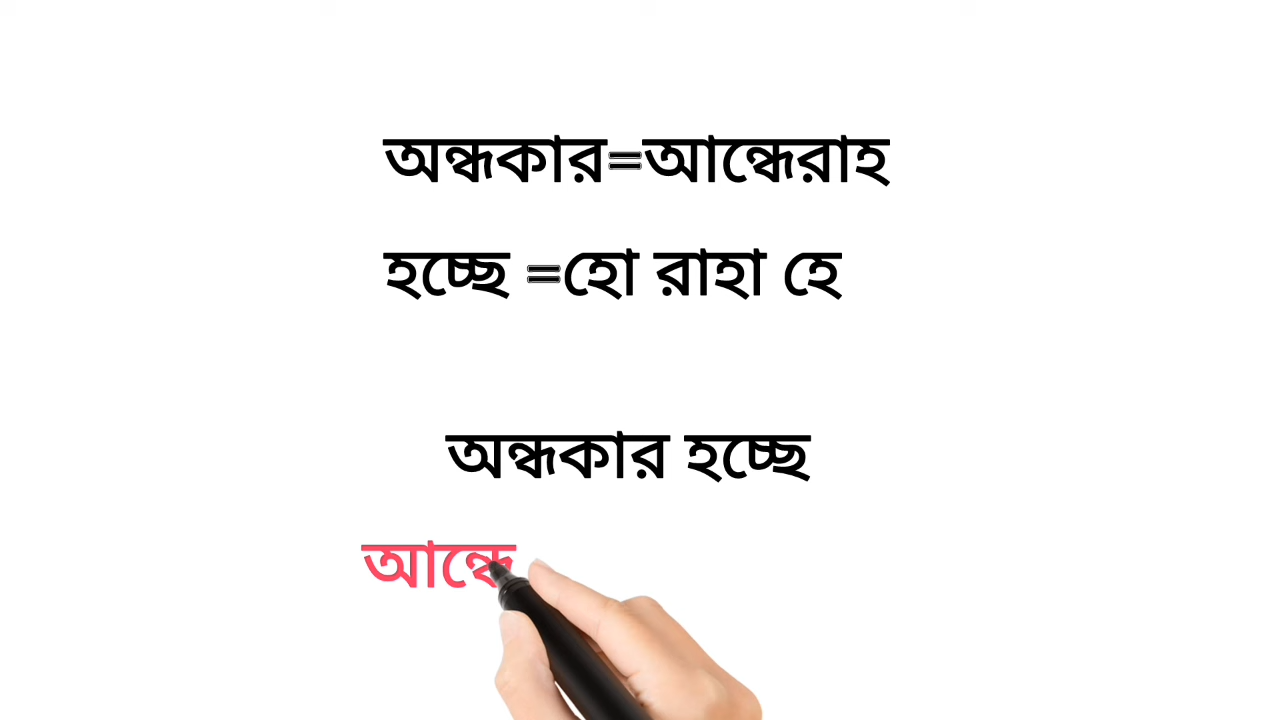 অন্ধকার=আন্ধেরাহ
হচ্ছে =হো রাহা হে
অন্ধকার হচ্ছে
আন্ধে